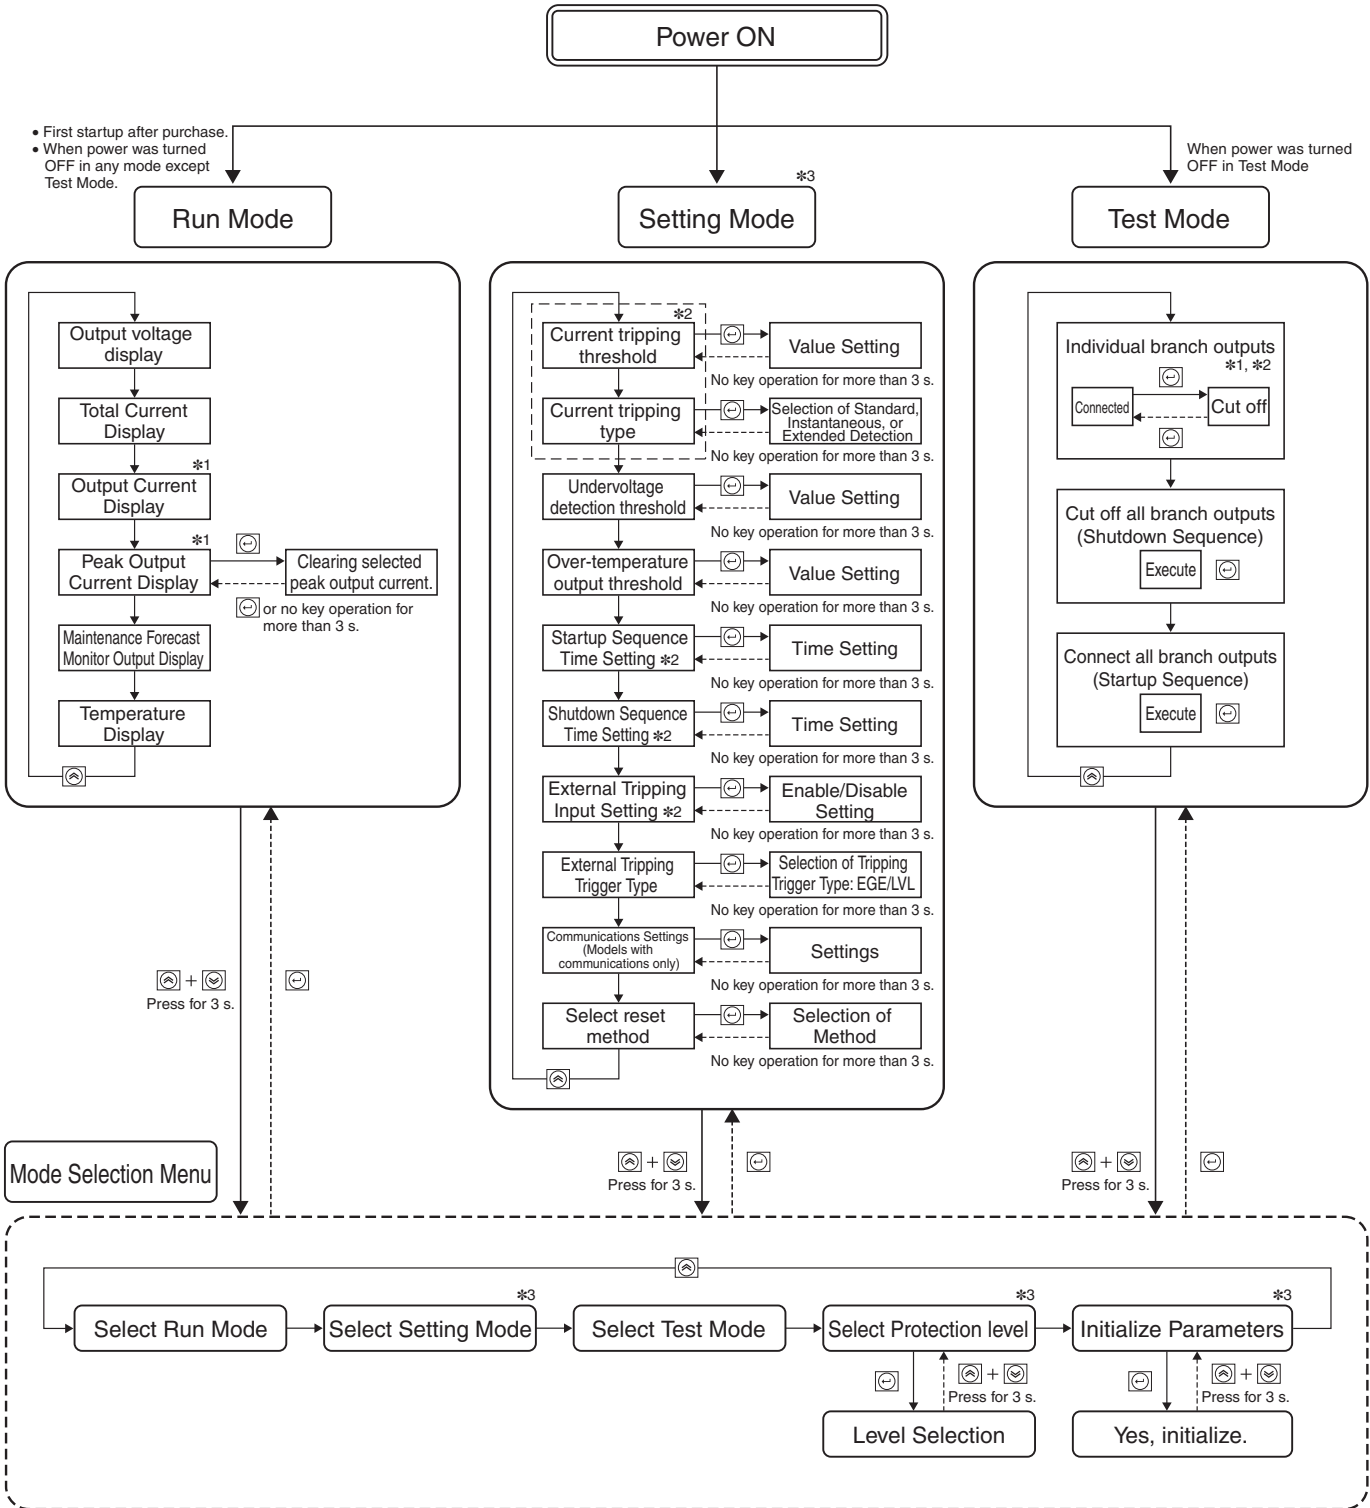 Power ON
• First startup after purchase.
• When power was turned
OFF in any mode except
Test Mode.
When power was turned
OFF in Test Mode
Run Mode
✻3
Setting Mode
Test Mode
Output voltage
display
Total Current
Display
✻1
Output Current
Display
✻1
Peak Output
Current Display
Clearing selected
peak output current.
or no key operation for
more than 3 s.
Maintenance Forecast
Monitor Output Display
Temperature
Display
✻2
Current tripping
threshold
Value Setting
No key operation for more than 3 s.
Current tripping
type
Selection of Standard,
Instantaneous, or
Extended Detection
No key operation for more than 3 s.
Undervoltage
detection threshold
Value Setting
No key operation for more than 3 s.
Over-temperature
output threshold
Value Setting
No key operation for more than 3 s.
Startup Sequence
Time Setting ✻2
Time Setting
No key operation for more than 3 s.
Shutdown Sequence
Time Setting ✻2
Time Setting
No key operation for more than 3 s.
External Tripping
Input Setting ✻2
Enable/Disable
Setting
No key operation for more than 3 s.
External Tripping
Trigger Type
Selection of Tripping
Trigger Type: EGE/LVL
No key operation for more than 3 s.
Communications Settings
(Models with
communications only)
Settings
No key operation for more than 3 s.
Select reset
method
Selection of
Method
No key operation for more than 3 s.
Individual branch outputs
✻1, ✻2
Connected
Cut off
Cut off all branch outputs
(Shutdown Sequence)
Execute
Connect all branch outputs
(Startup Sequence)
Execute
+
Press for 3 s.
+
Press for 3 s.
+
Press for 3 s.
Mode Selection Menu
Select Run Mode
✻3
Select Setting Mode
Select Test Mode
✻3
Select Protection level
✻3
Initialize Parameters
+
Press for 3 s.
+
Press for 3 s.
Level Selection
Yes, initialize.